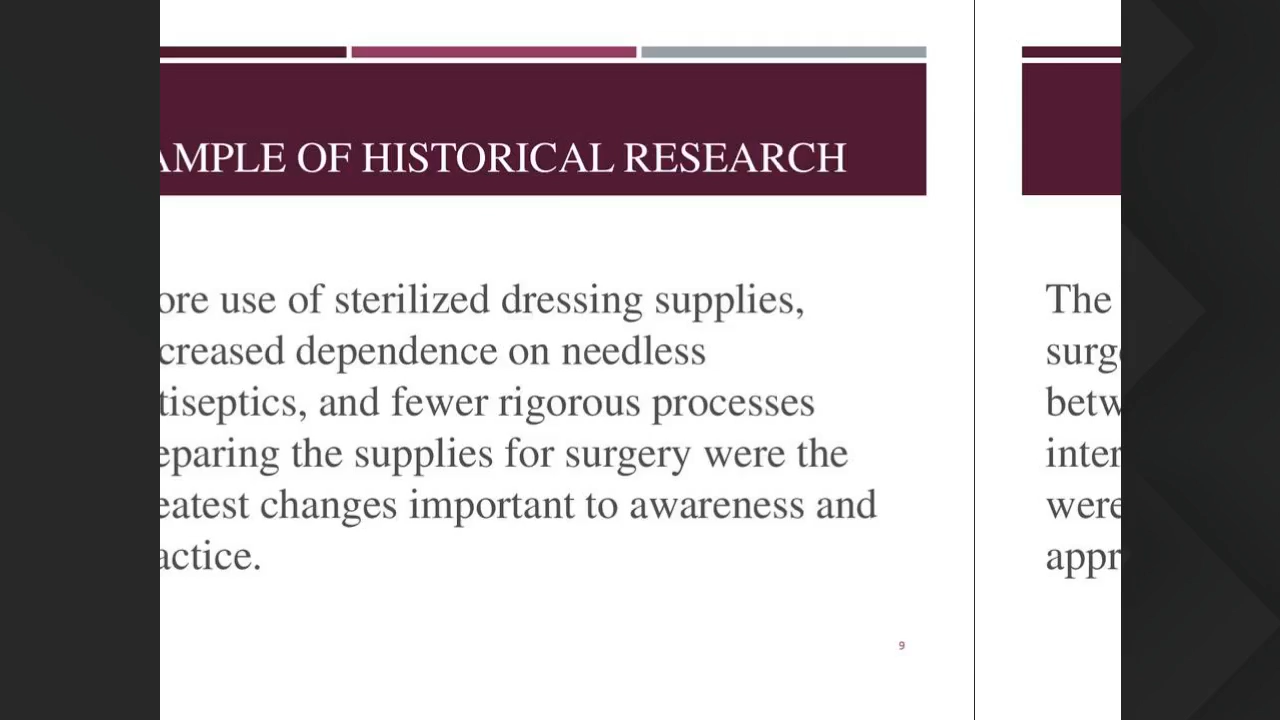 AMPLE OF HISTORICAL RESEARCH
ore use of sterilized dressing supplies,
creased dependence on needless
tiseptics, and fewer rigorous processes
eparing the supplies for surgery were the
eatest changes important to awareness and
actice.
9
The
surg
betw
inter
were
appr